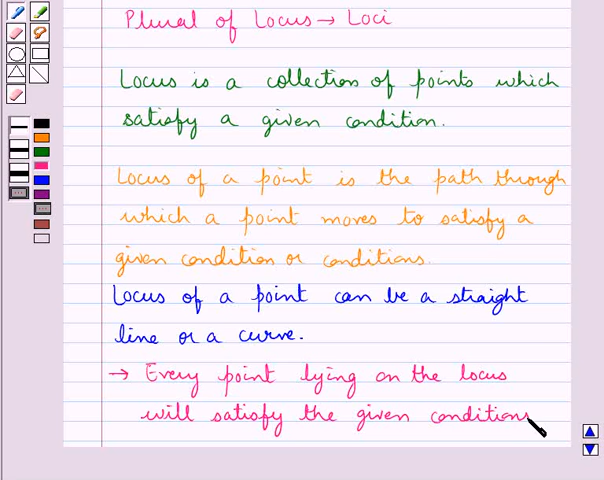 Plural of Locus → Loci
Locus is a collection of points which
satisfy a given condition.
Locus of a point is the path through
which a point moves to satisfy a
given condition or conditions.
Locus of a point can be a straight
line or a curve.
→ Every point lying on the locus
will satisfy the given conditions